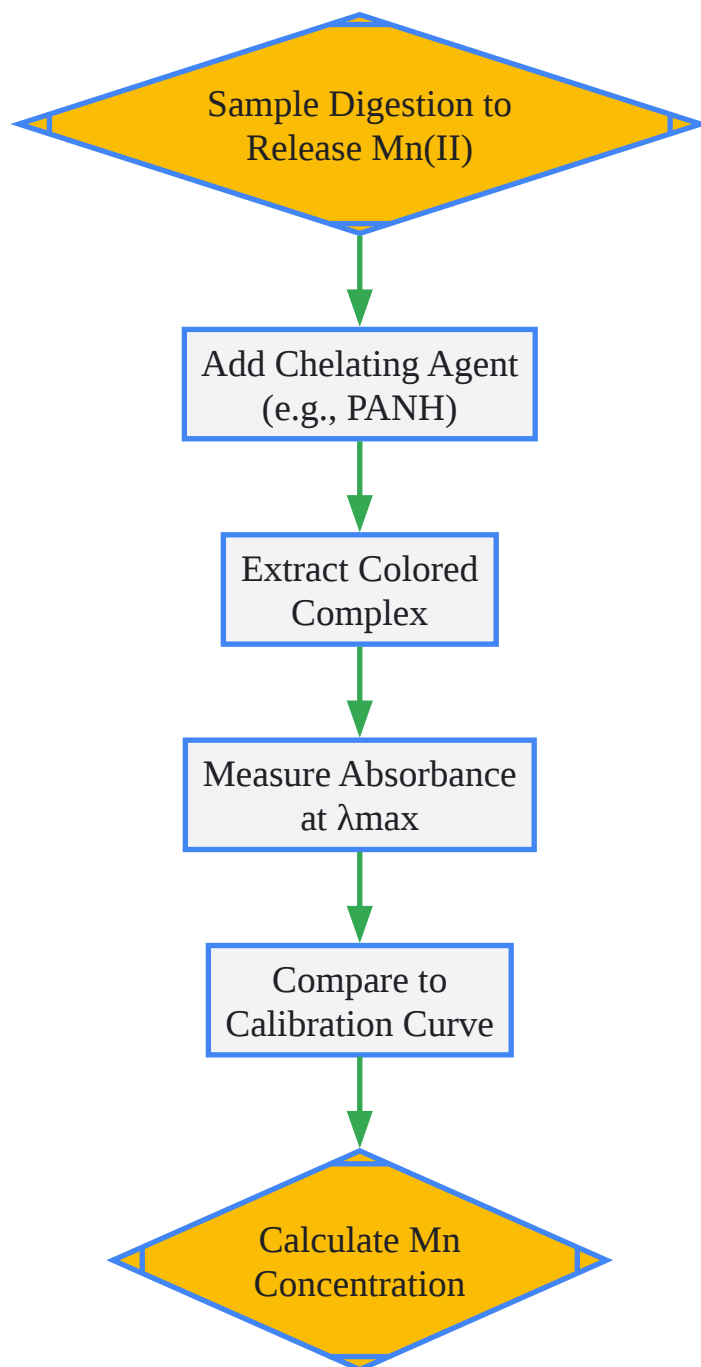 Sample Digestion to
Release Mn(II)
Add Chelating Agent
(e.g., PANH)
Extract Colored
Complex
Measure Absorbance
at λmax
Compare to
Calibration Curve
Calculate Mn
Concentration